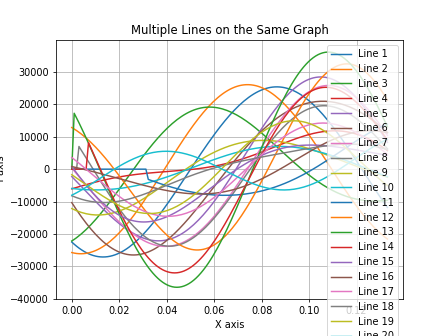 Multiple Lines on the Same Graph
30000
20000
10000
0
−10000
−20000
−30000
−40000
0.00
0.02
0.04
0.06
0.08
0.10
X axis
Line 1
Line 2
Line 3
Line 4
Line 5
Line 6
Line 7
Line 8
Line 9
Line 10
Line 11
Line 12
Line 13
Line 14
Line 15
Line 16
Line 17
Line 18
Line 19
Line 20